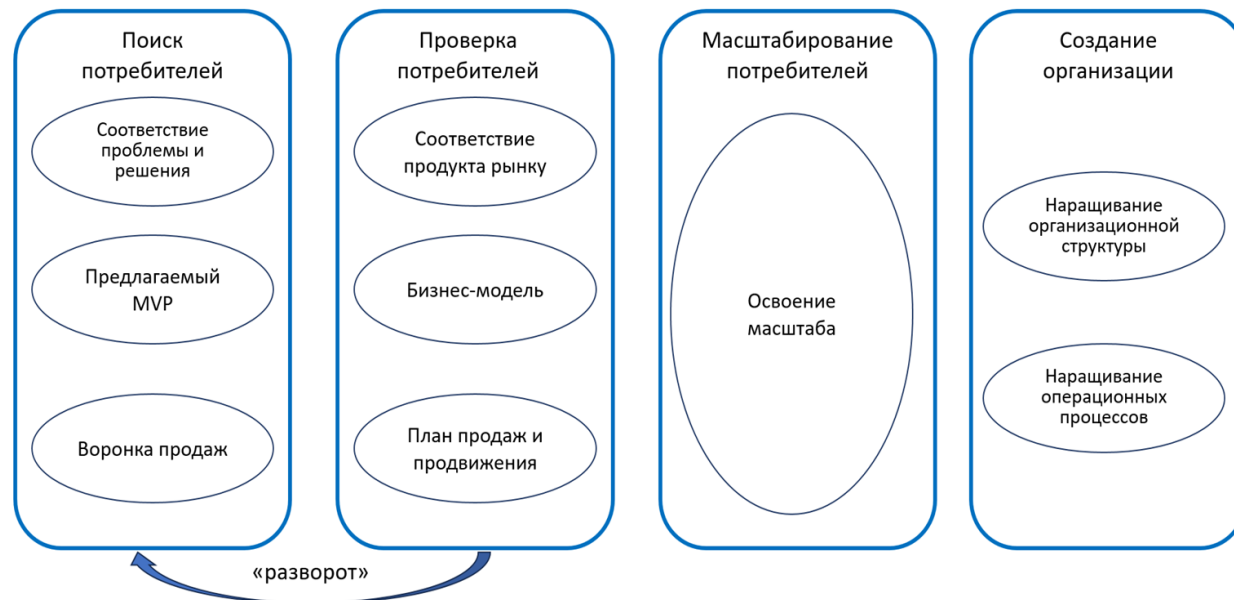 Поиск
потребителей
Соответствие
проблемы и
решения
Предлагаемый
MVP
Воронка продаж
Проверка
потребителей
Соответствие
продукта рынку
Бизнес-модель
План продаж и
продвижения
Масштабирование
потребителей
Освоение
масштаба
Создание
организации
Наращивание
организационной
структуры
Наращивание
операционных
процессов
«разворот»